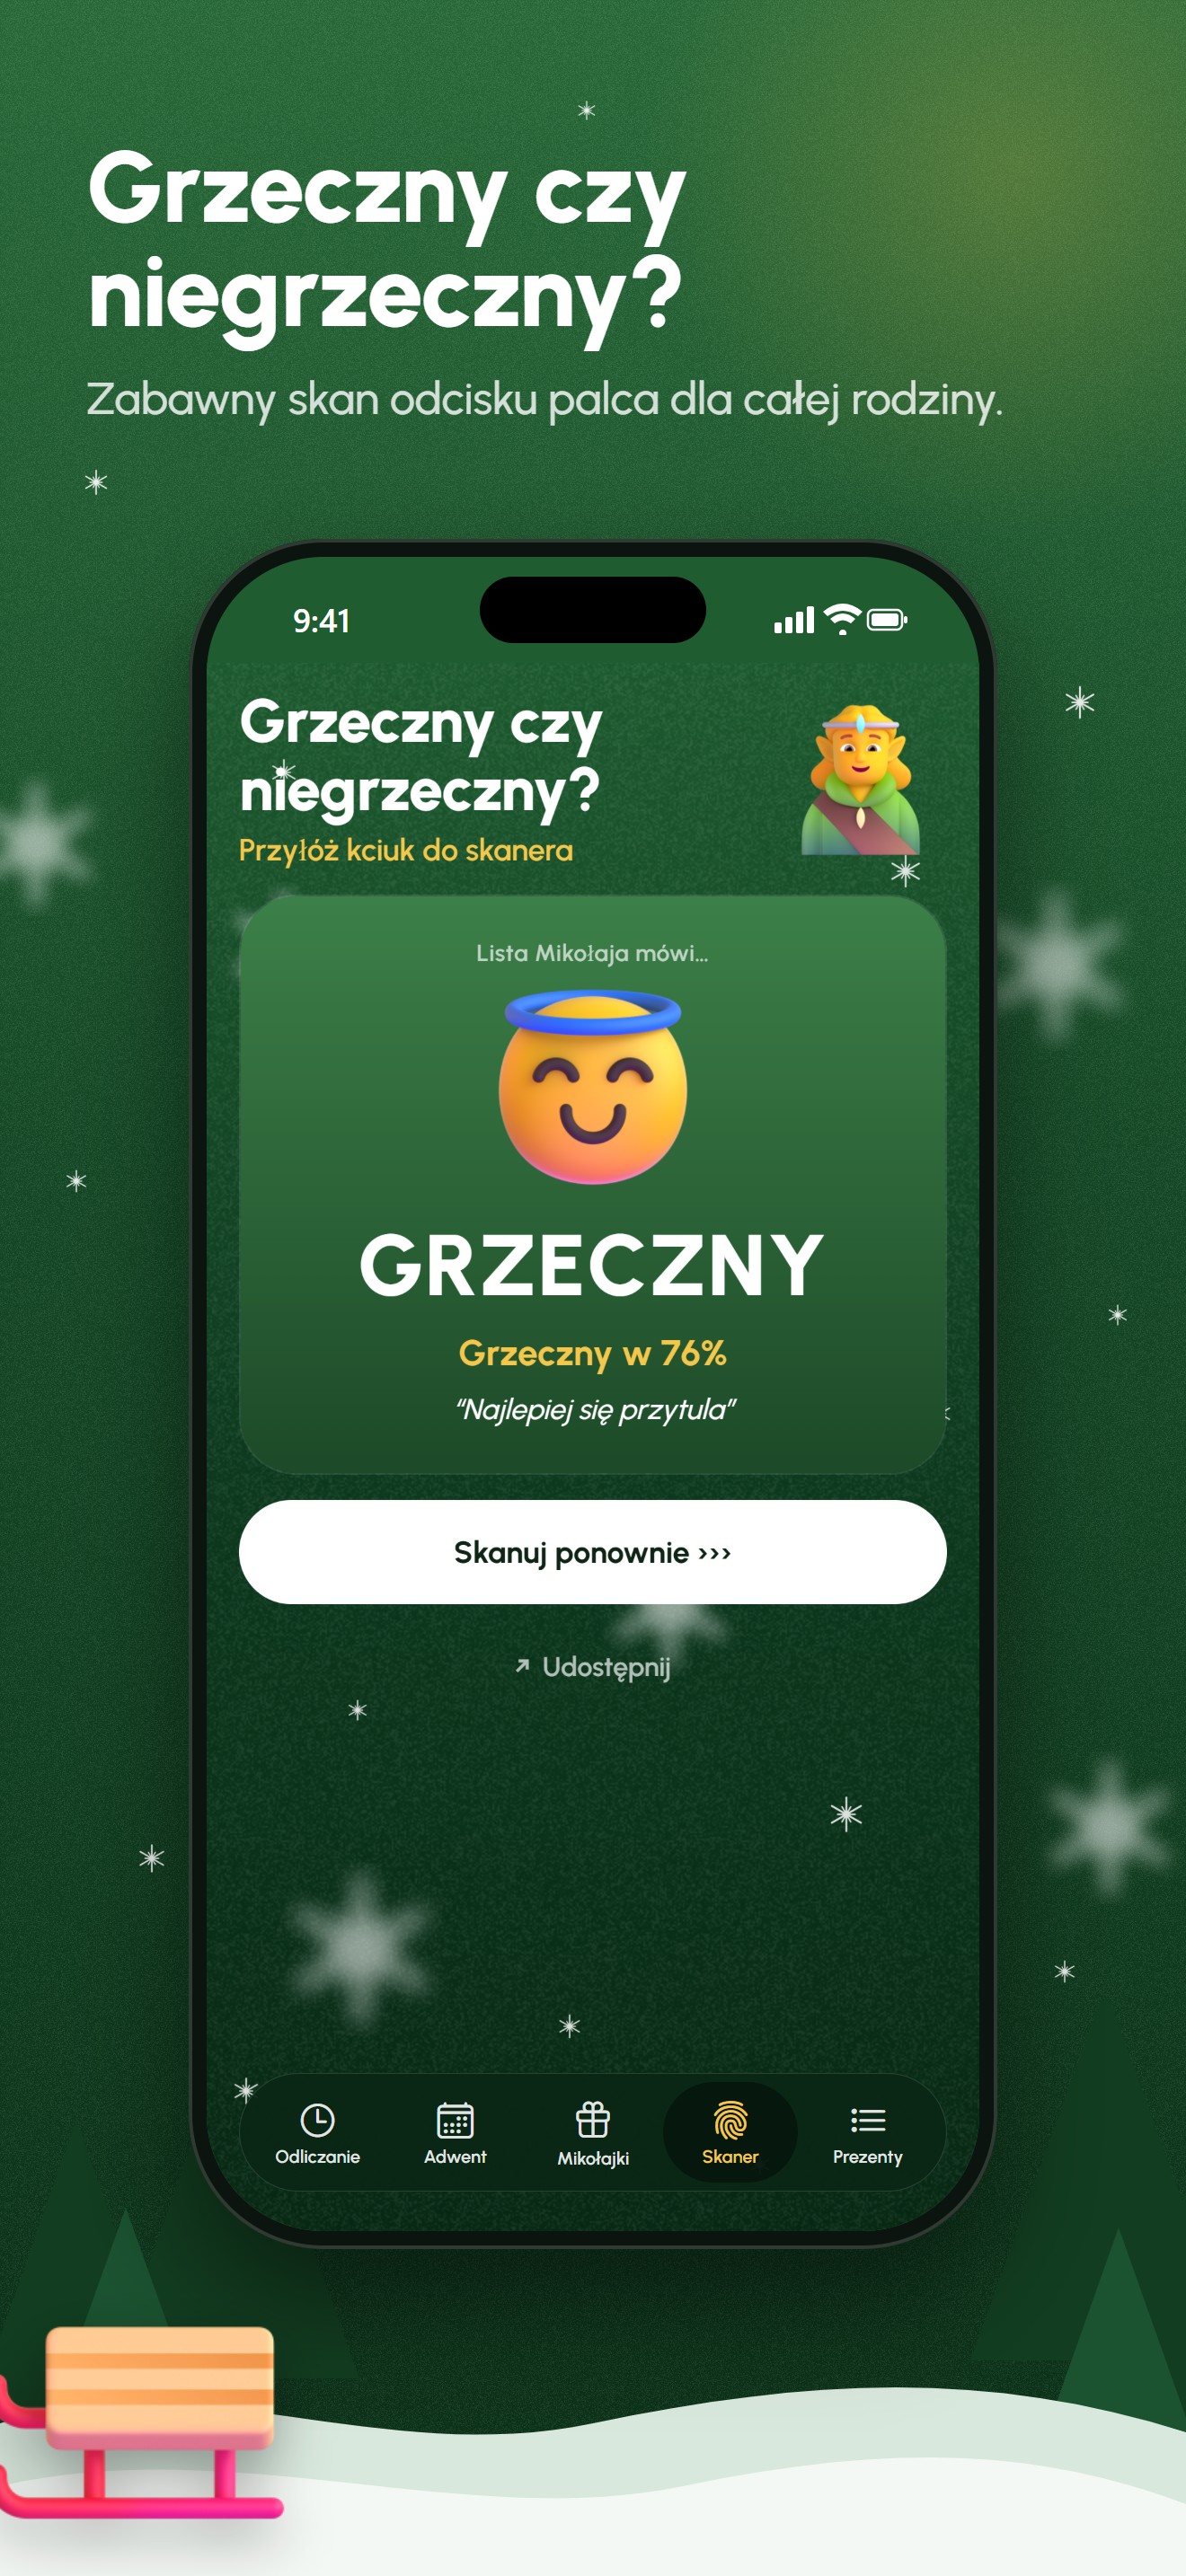 Grzeczny czy
niegrzeczny?
Zabawny skan odcisku palca dla całej rodziny.
9:41
Grzeczny czy
niegrzeczny?
Przyłóż kciuk do skanera
Lista Mikołaja mówi...
GRZECZNY
Grzeczny w 76%
“Najlepiej się przytula”
Skanuj ponownie ›››
Udostępnij
Odliczanie
Adwent
Mikołajki
Skaner
Prezenty